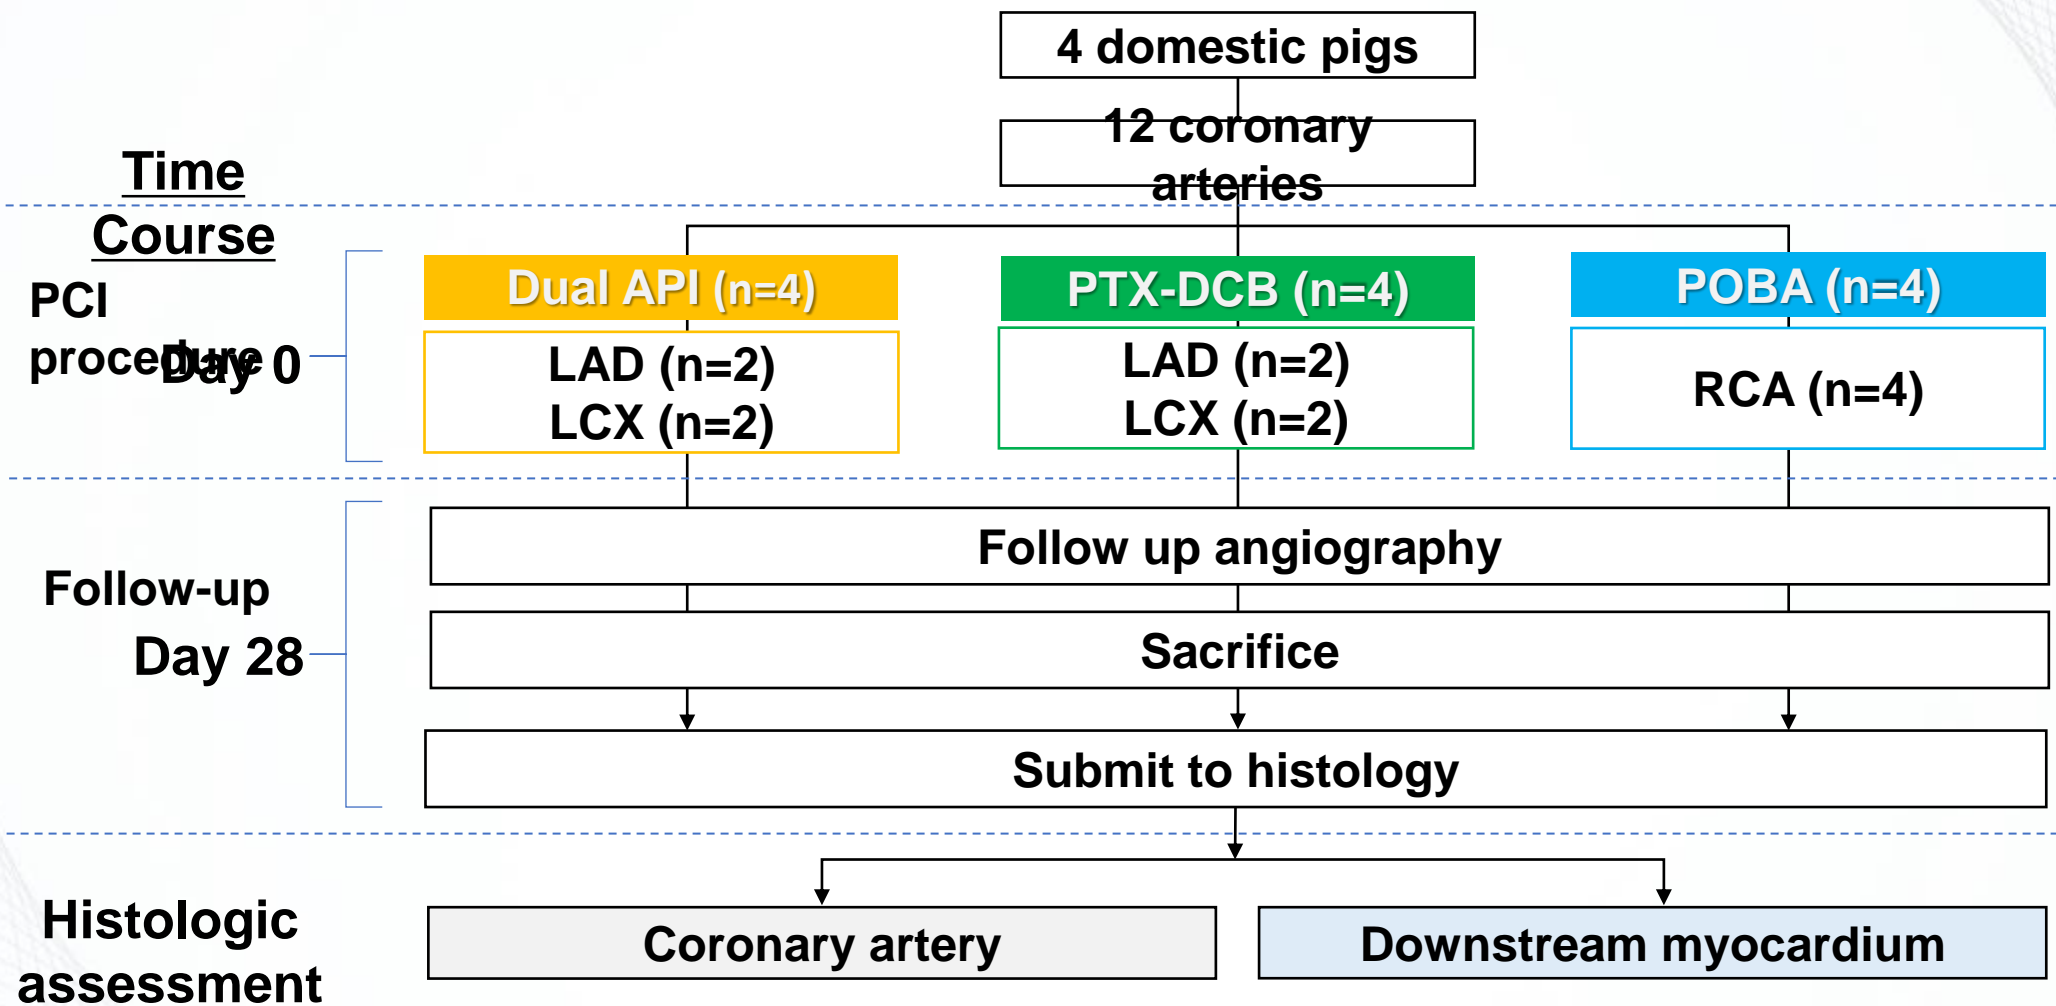 4 domestic pigs
12 coronary
arteries
Time
Course
PCI
procedure
Day 0
Dual API (n=4)
PTX-DCB (n=4)
POBA (n=4)
LAD (n=2)
LCX (n=2)
LAD (n=2)
LCX (n=2)
RCA (n=4)
Follow-up
Day 28
Follow up angiography
Sacrifice
Submit to histology
Histologic
assessment
Coronary artery
Downstream myocardium